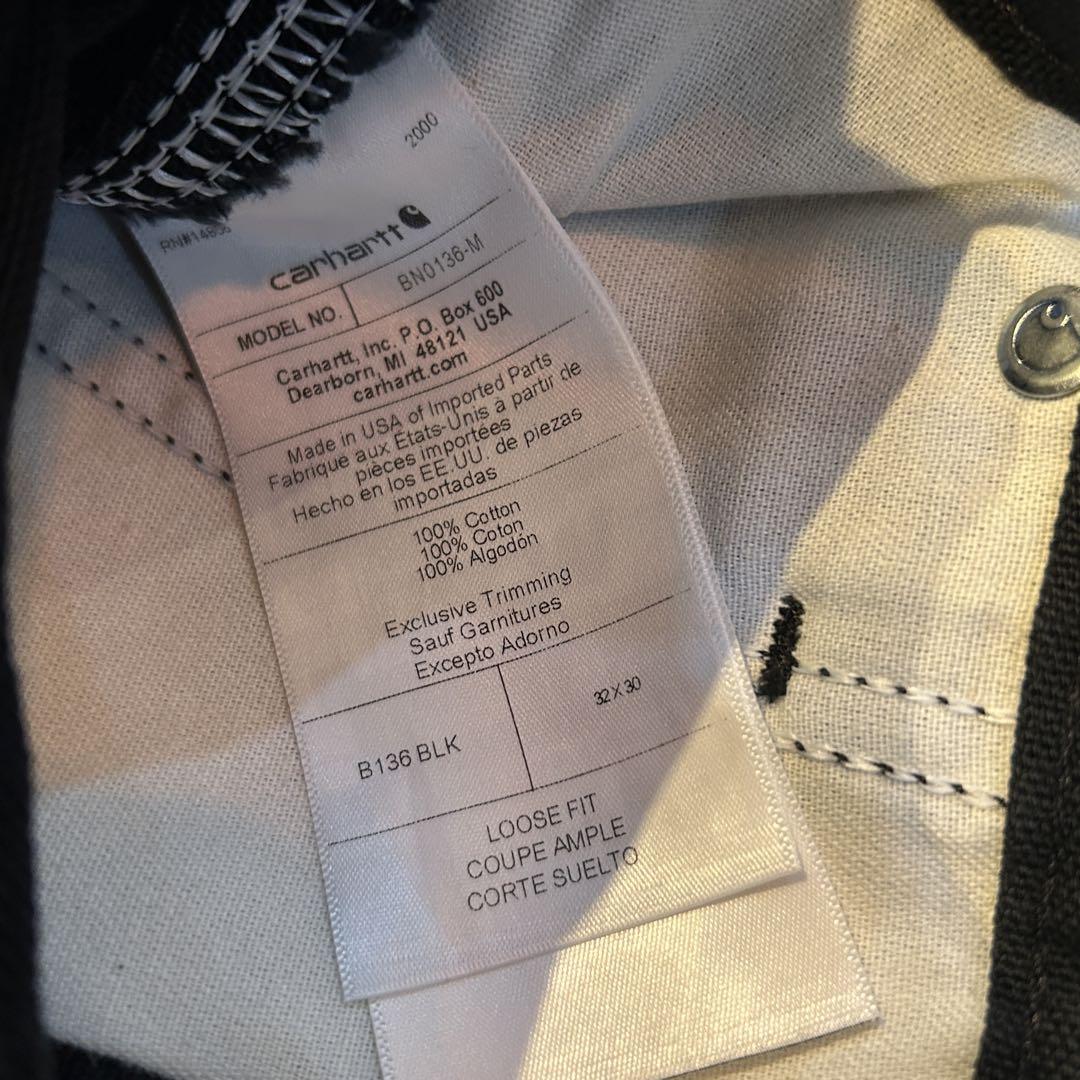 2000
carhartt
MODEL NO. BN0136-M
Carhartt, Inc. P.O. Box 600
Dearborn, MI 48121 USA
carhartt.com
Made in USA of Imported Parts
Fabrique aux États-Unis à partir de
pièces importées
Hecho en los EE.UU. de piezas
importadas
100% Cotton
100% Coton
100% Algodón
Exclusive Trimming
Sauf Garnitures
Excepto Adorno
B136 BLK 32 X 30
LOOSE FIT
COUPE AMPLE
CORTE SUELTO